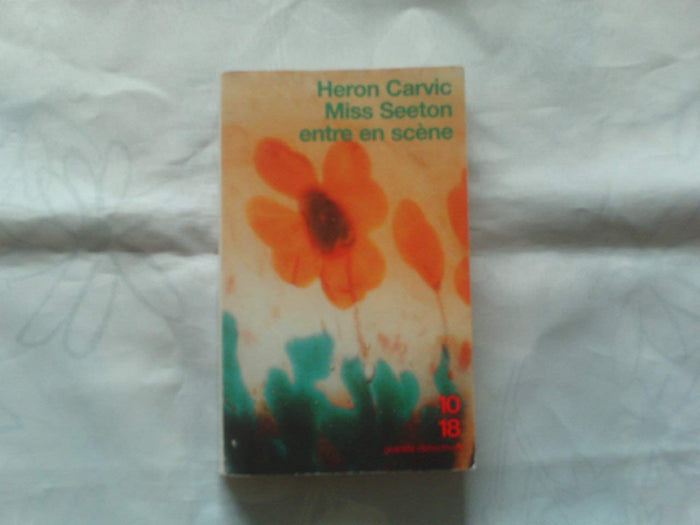 Heron Carvic
Miss Seeton
entre en scène
10
18
grands détectives